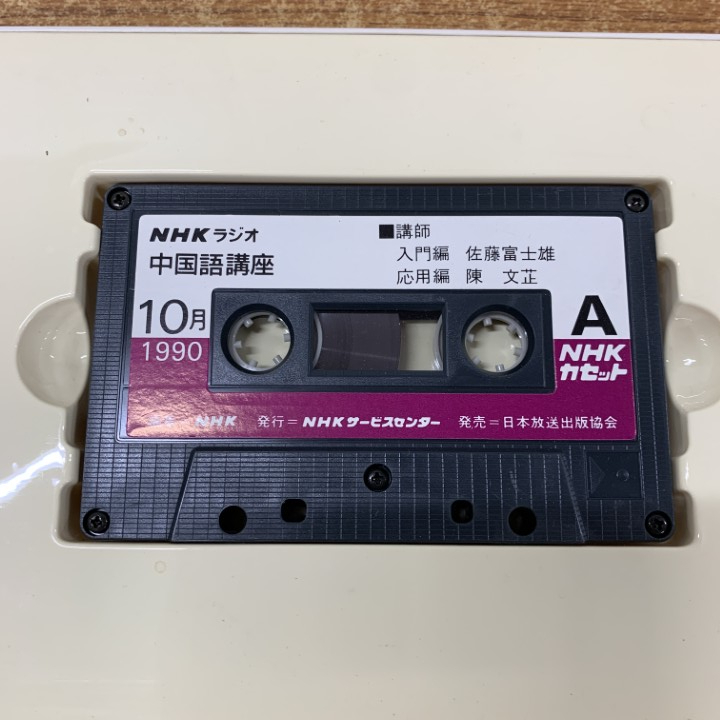 NHKラジオ
中国語講座
10月
1990
■講師
入門編 佐藤富士雄
応用編 陳 文芷
A
NHK
カセット
NHK 発行=NHKサービスセンター 発売=日本放送出版協会